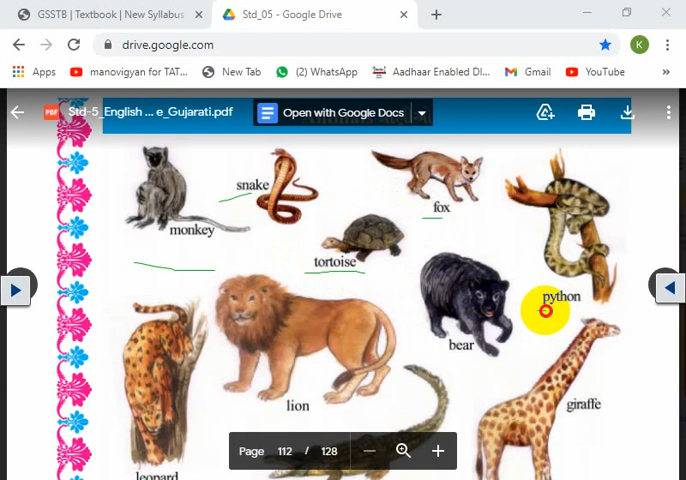 GSSTB | Textbook | New Syllabus
Std_05 - Google Drive
drive.google.com
K
Apps
manovigyan for TAT...
New Tab
(2) WhatsApp
Aadhaar Enabled DI...
Gmail
YouTube
»
PDF
Std-5_English ... e_Gujarati.pdf
Open with Google Docs
monkey
snake
tortoise
fox
python
leopard
lion
bear
giraffe
Page 112 / 128